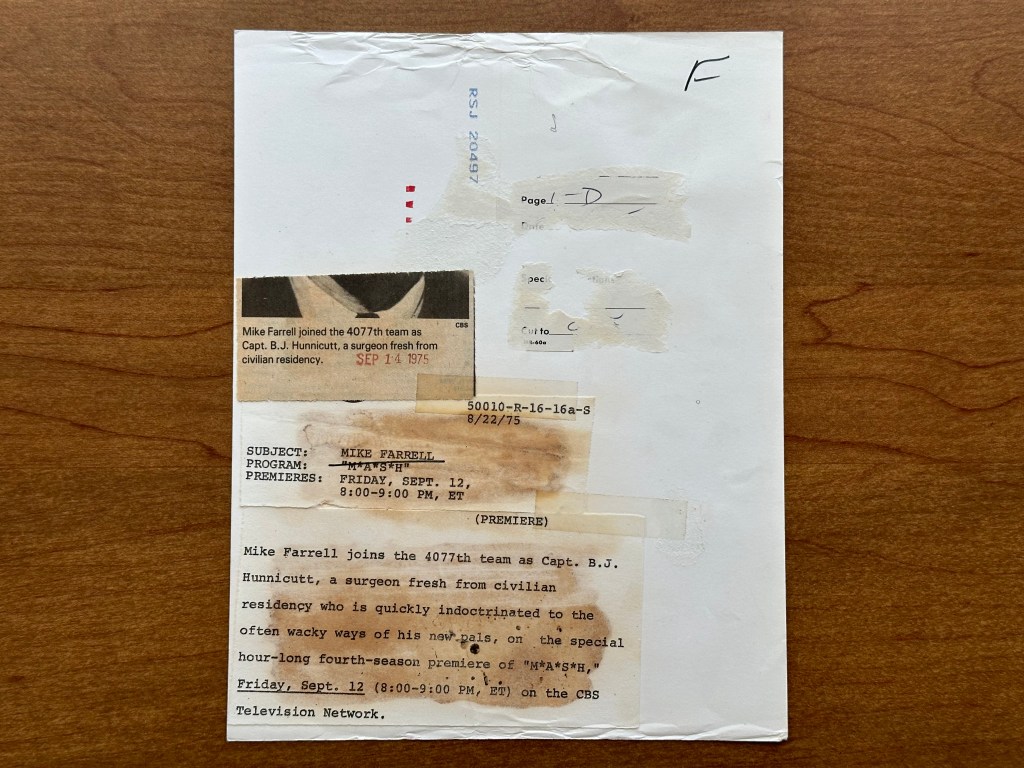 F
RSJ 20497
Page 1-D
Date
Spec
Cut to C
CBS
Mike Farrell joined the 4077th team as
Capt. B.J. Hunnicutt, a surgeon fresh from
civilian residency. SEP 14 1975
50010-R-16-16a-S
8/22/75
SUBJECT: MIKE FARRELL
PROGRAM: "M*A*S*H"
PREMIERES: FRIDAY, SEPT. 12,
8:00-9:00 PM, ET
(PREMIERE)
Mike Farrell joins the 4077th team as Capt. B.J.
Hunnicutt, a surgeon fresh from civilian
residency who is quickly indoctrinated to the
often wacky ways of his new pals, on the special
hour-long fourth-season premiere of "M*A*S*H,"
Friday, Sept. 12 (8:00-9:00 PM, ET) on the CBS
Television Network.